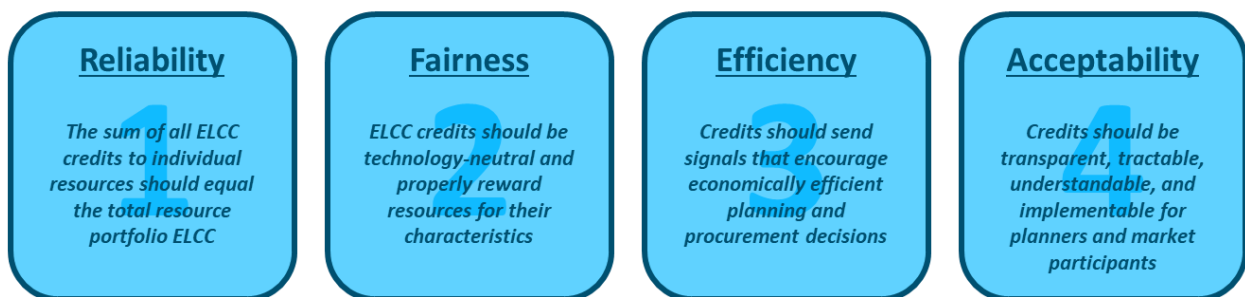 Reliability
1
The sum of all ELCC
credits to individual
resources should equal
the total resource
portfolio ELCC
Fairness
2
ELCC credits should be
technology-neutral and
properly reward
resources for their
characteristics
Efficiency
3
Credits should send
signals that encourage
economically efficient
planning and
procurement decisions
Acceptability
4
Credits should be
transparent, tractable,
understandable, and
implementable for
planners and market
participants